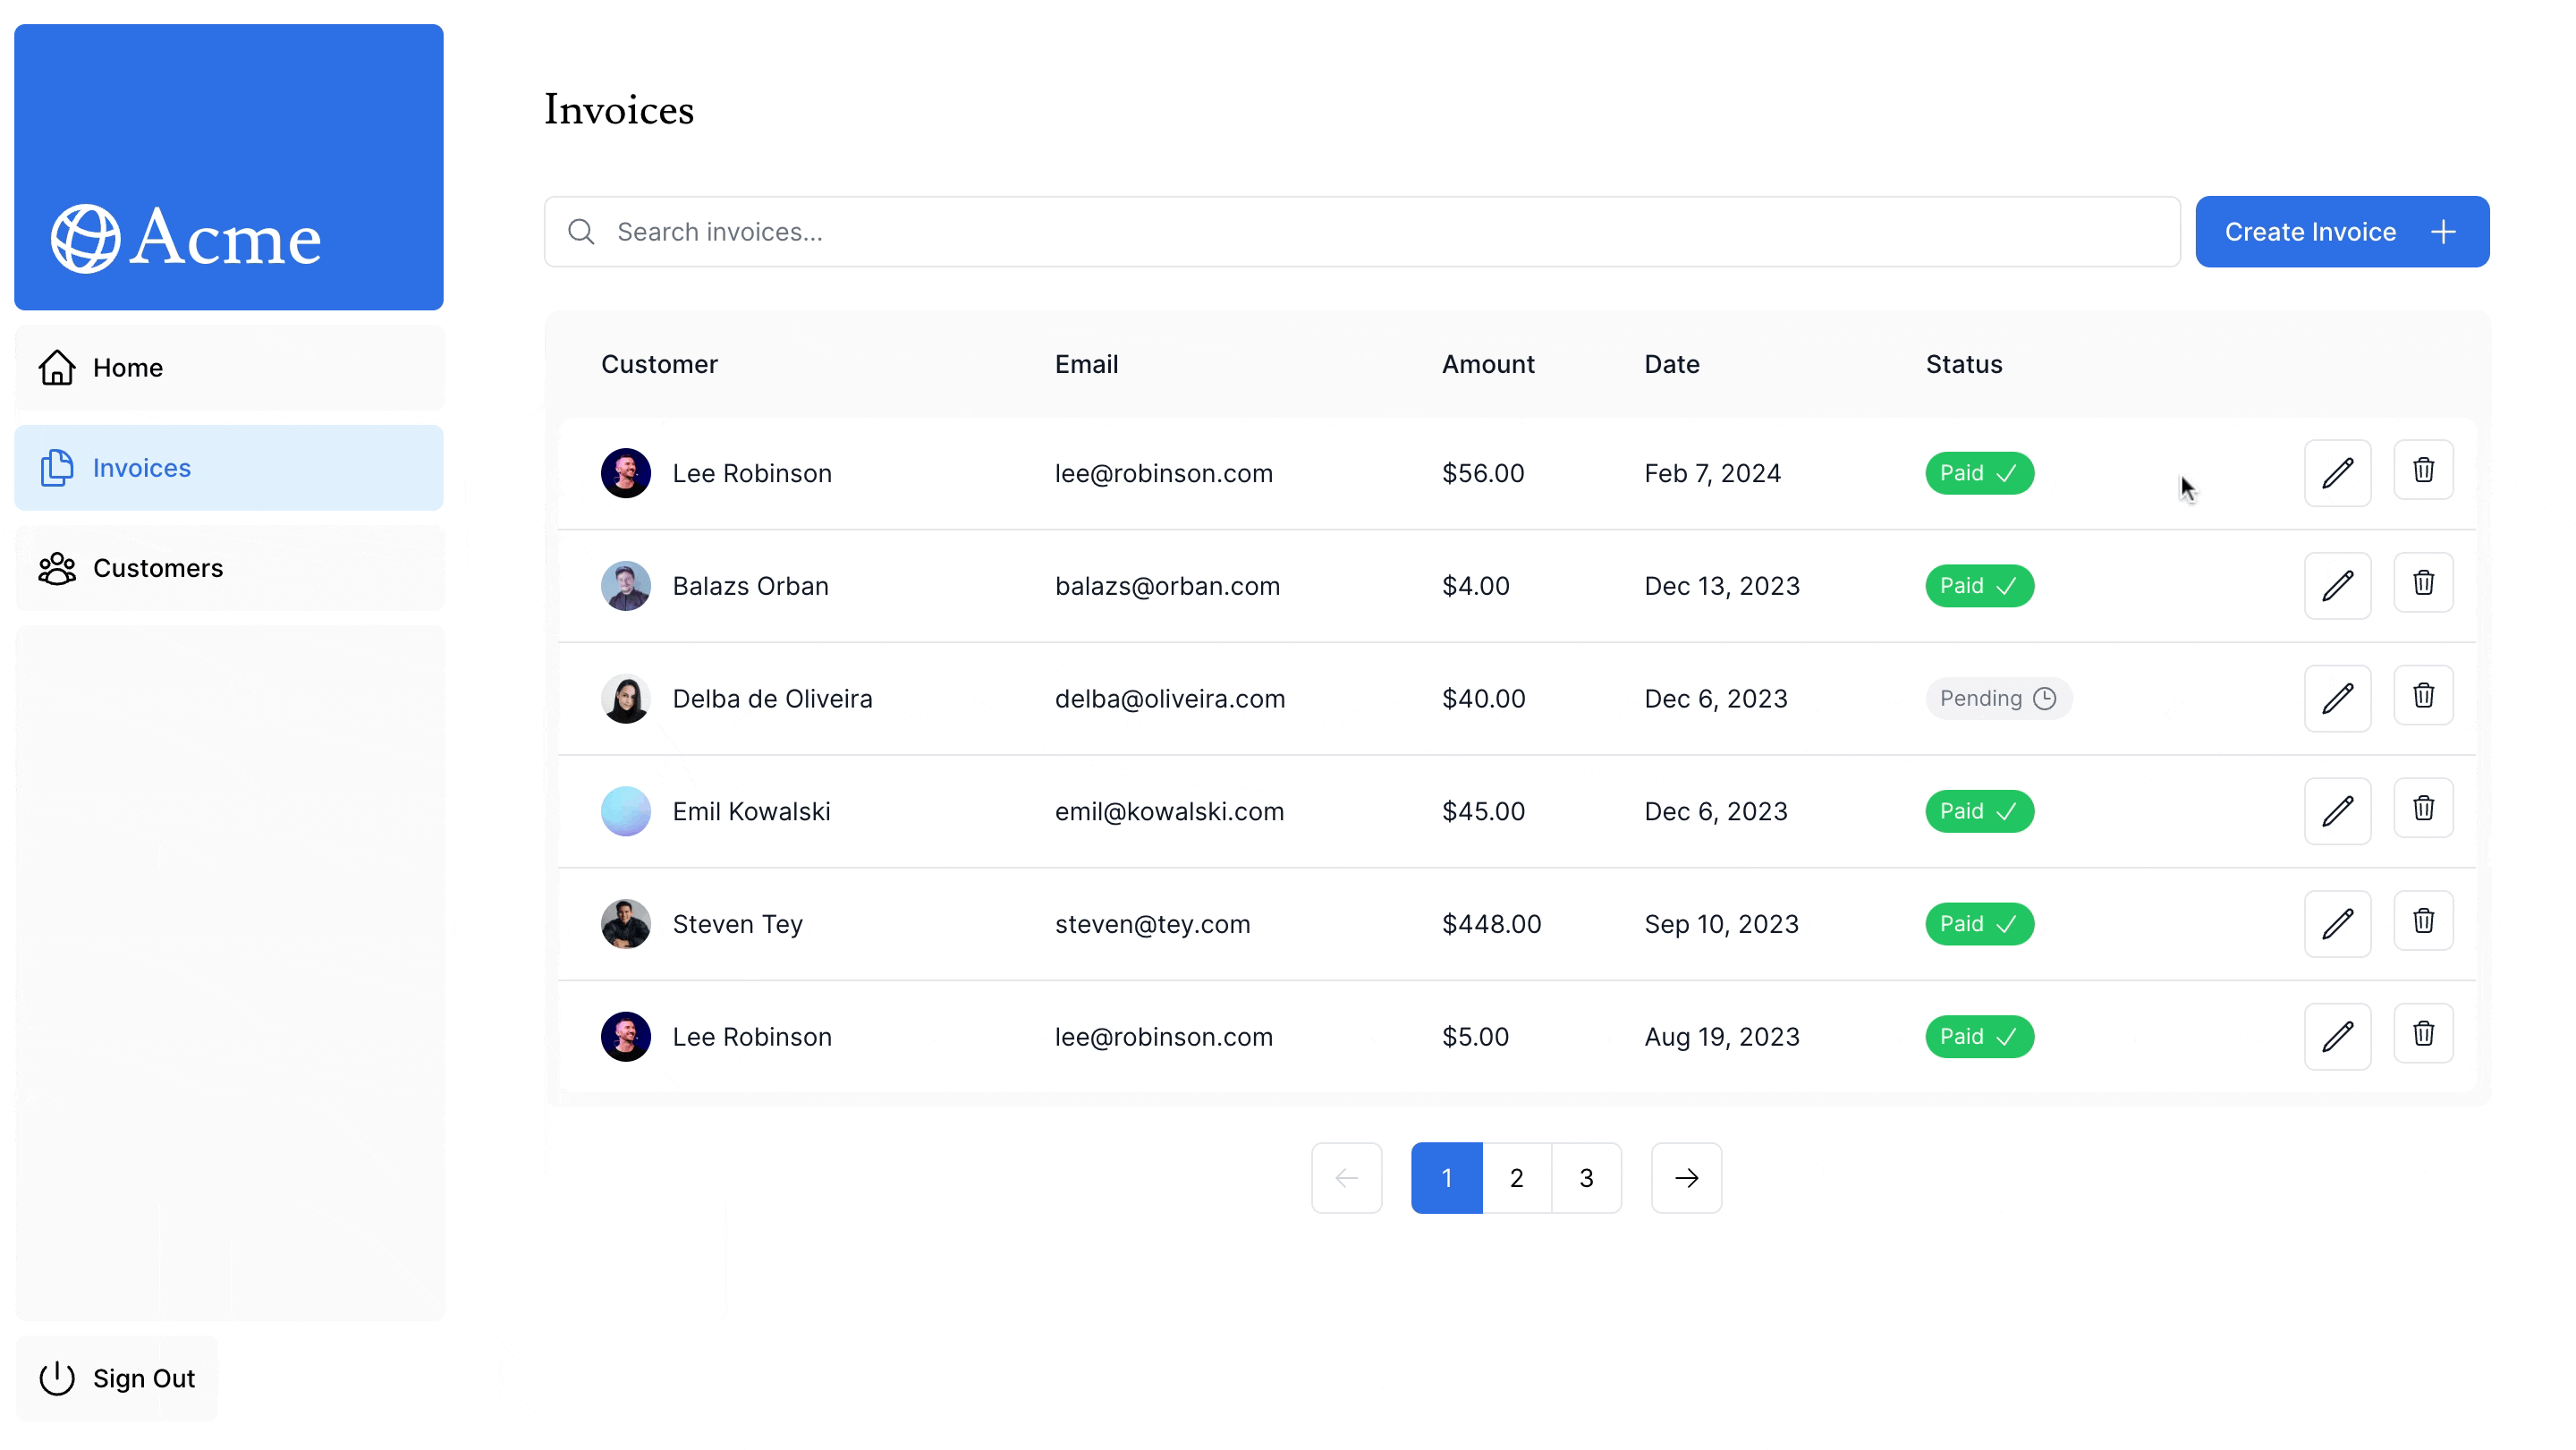 Acme
Home
Invoices
Customers
Sign Out
Invoices
Search invoices...
Create Invoice
Customer Email Amount Date Status
Lee Robinson lee@robinson.com $56.00 Feb 7, 2024 Paid
Balazs Orban balazs@orban.com $4.00 Dec 13, 2023 Paid
Delba de Oliveira delba@oliveira.com $40.00 Dec 6, 2023 Pending
Emil Kowalski emil@kowalski.com $45.00 Dec 6, 2023 Paid
Steven Tey steven@tey.com $448.00 Sep 10, 2023 Paid
Lee Robinson lee@robinson.com $5.00 Aug 19, 2023 Paid
1 2 3